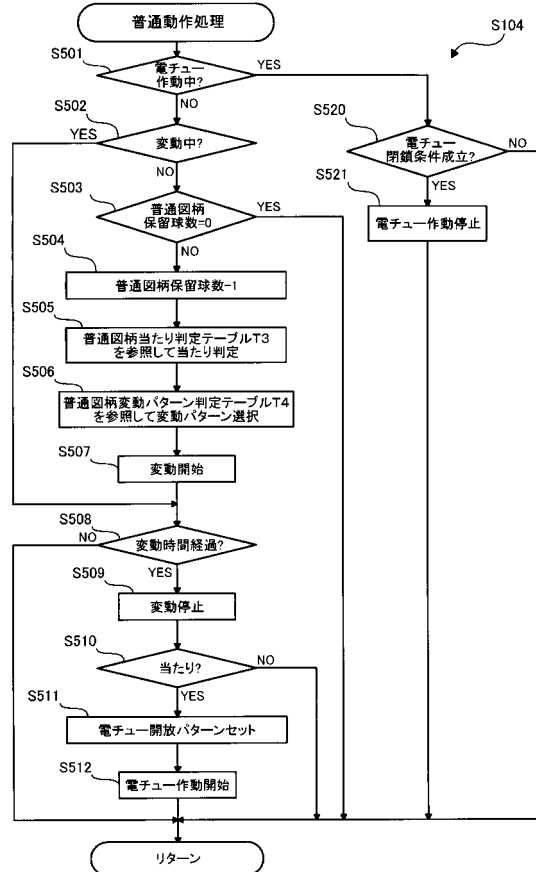 普通動作処理
S104
S501
電チュー
作動中?
YES
NO
S502
YES
変動中?
NO
S520
電チュー
閉鎖条件成立?
NO
YES
S503
普通図柄
保留球数=0
YES
NO
S521
電チュー作動停止
S504
普通図柄保留球数-1
S505
普通図柄当たり判定テーブルT3
を参照して当たり判定
S506
普通図柄変動パターン判定テーブルT4
を参照して変動パターン選択
S507
変動開始
S508
NO
変動時間経過?
YES
S509
変動停止
S510
当たり?
NO
YES
S511
電チュー開放パターンセット
S512
電チュー作動開始
リターン